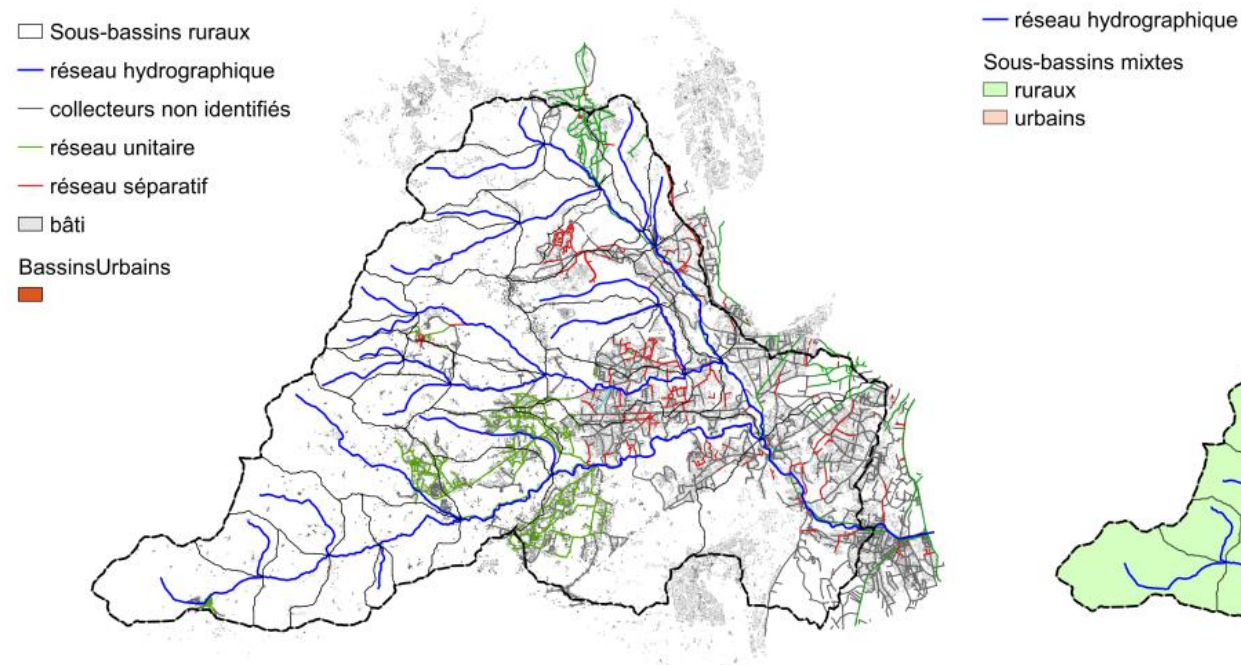 Sous-bassins ruraux
réseau hydrographique
collecteurs non identifiés
réseau unitaire
réseau séparatif
bâti
BassinsUrbains
réseau hydrographique
Sous-bassins mixtes
ruraux
urbains